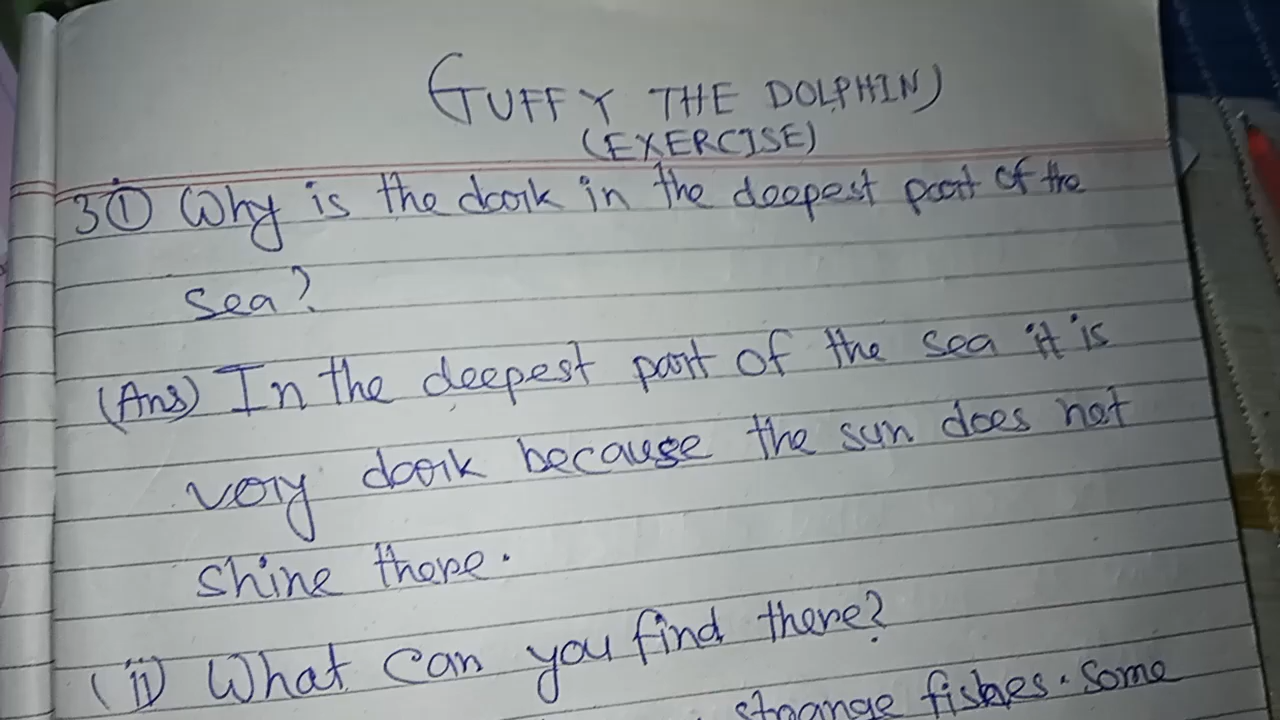 (TUFFY THE DOLPHIN)
(EXERCISE)
3(i) Why is the dark in the deepest part of the
sea?
(Ans) In the deepest part of the sea it is
very dark because the sun does not
shine there.
(ii) What can you find there?
strange fishes. Some